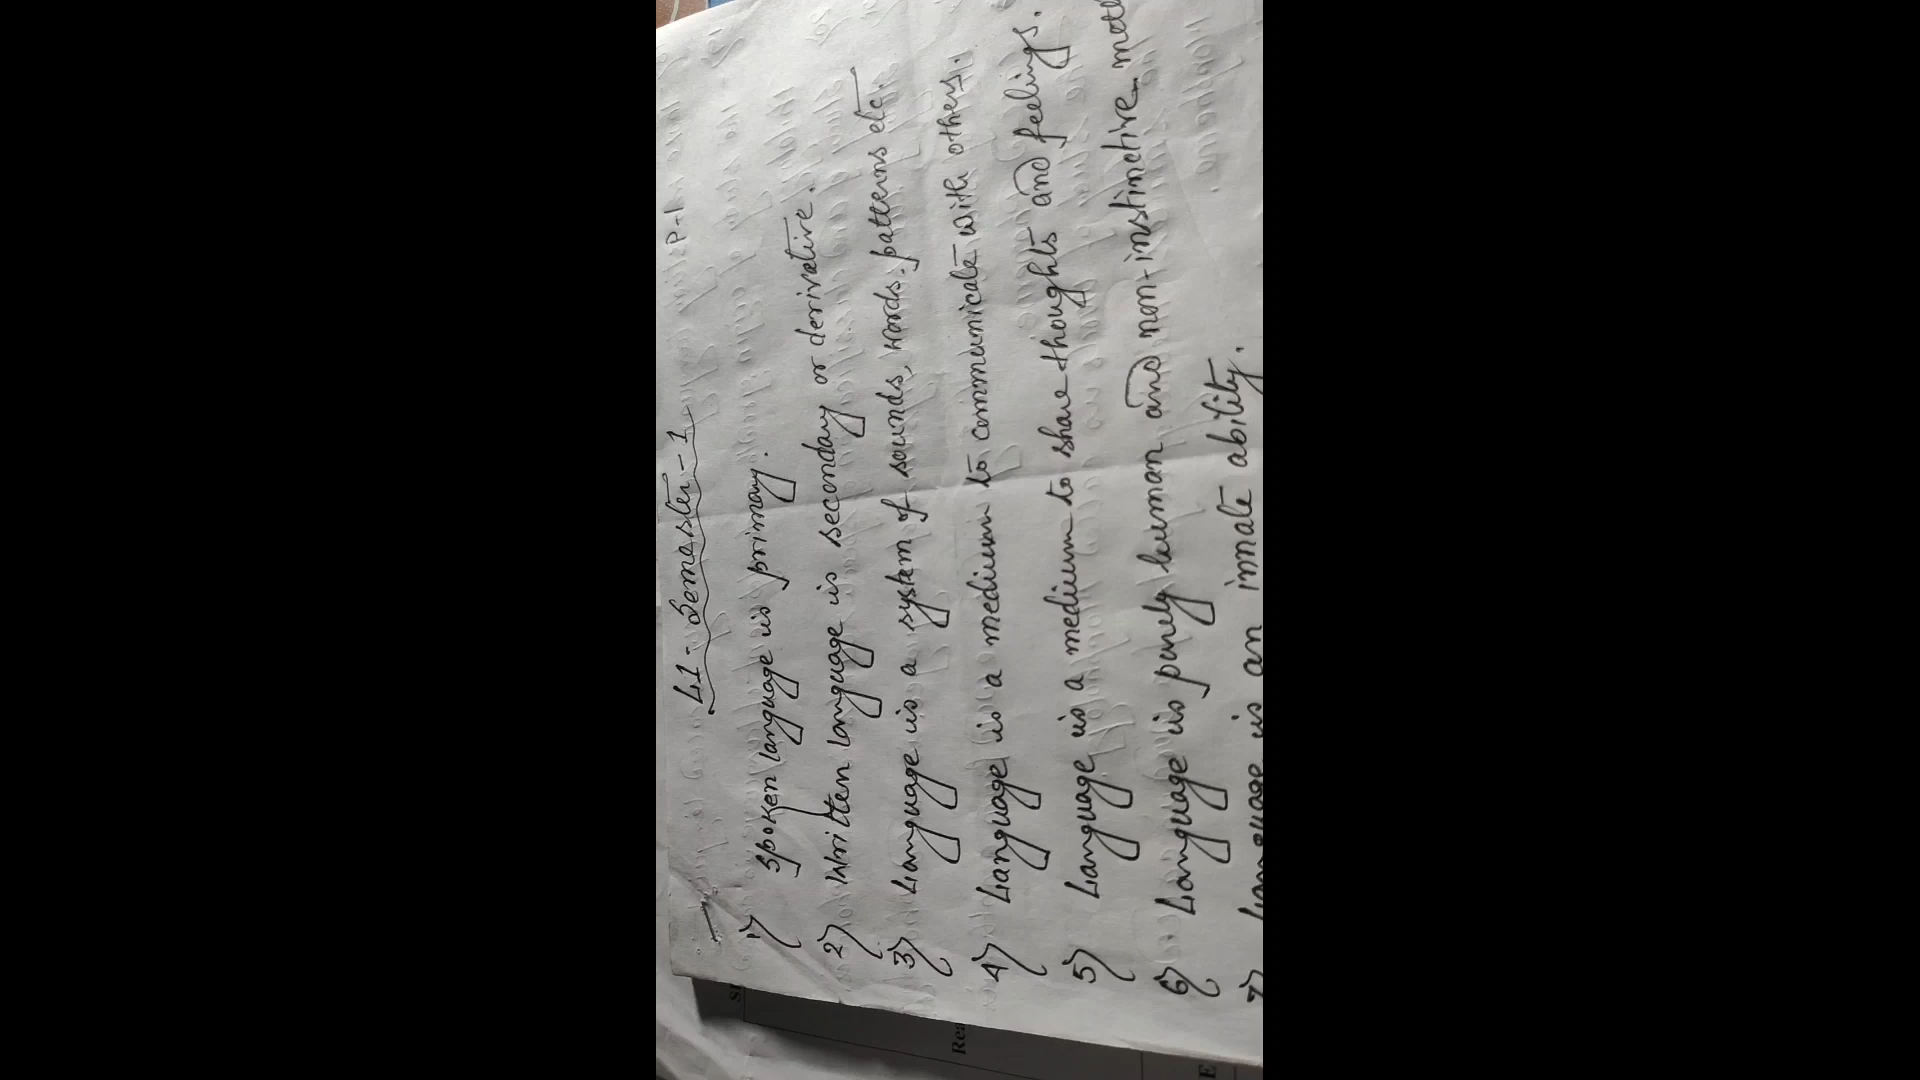 L1 - Semester - 1
P-1
1) Spoken language is primary.
2) Written language is secondary or derivative.
3) Language is a system of sounds, words, patterns etc.
4) Language is a medium to communicate with others.
5) Language is a medium to share thoughts and feelings.
6) Language is purely human and non-instinctive
7) Language is an innate ability.